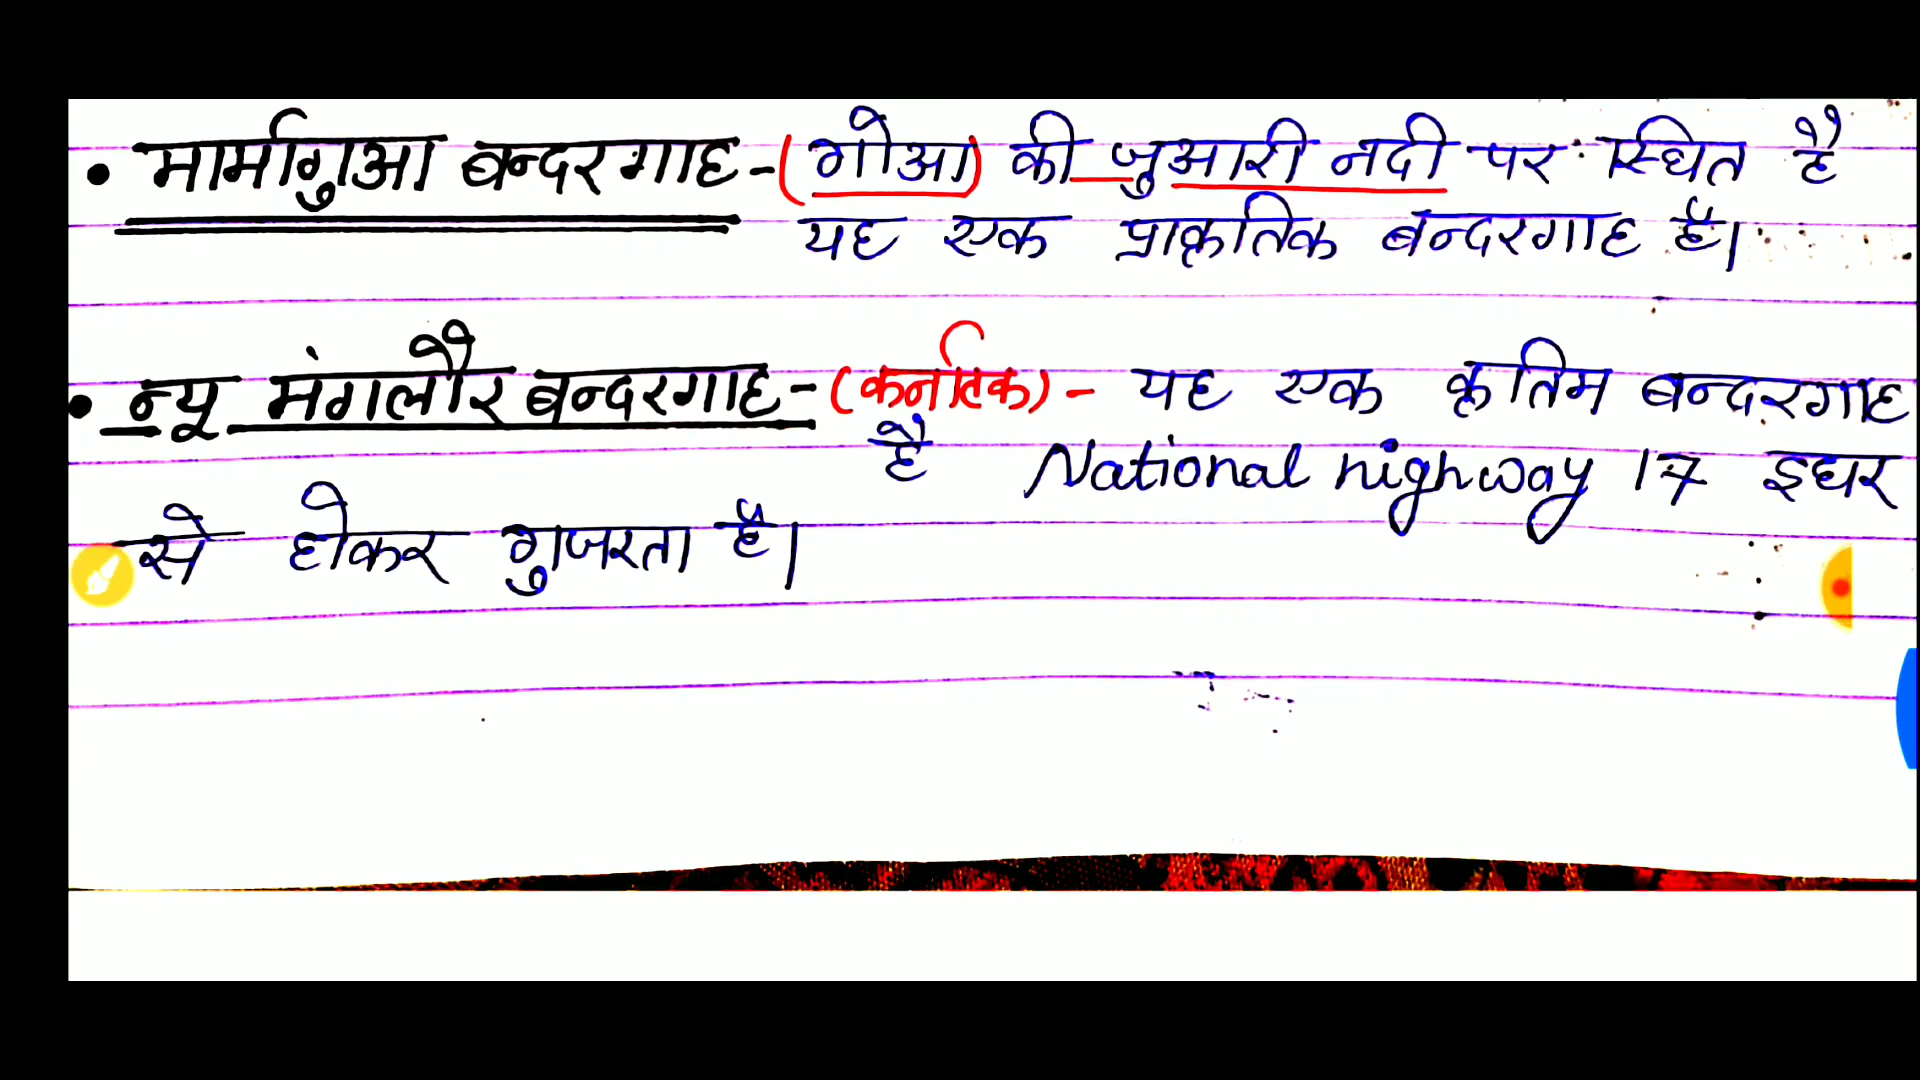 • मार्मागुआ बन्दरगाह-(गोआ) की जुआरी नदी पर स्थित है
यह एक प्राकृतिक बन्दरगाह है।
• न्यू मंगलौर बन्दरगाह-(कर्नाटक)- यह एक कृतिम बन्दरगाह
है National highway 17 इधर
से होकर गुजरता है।